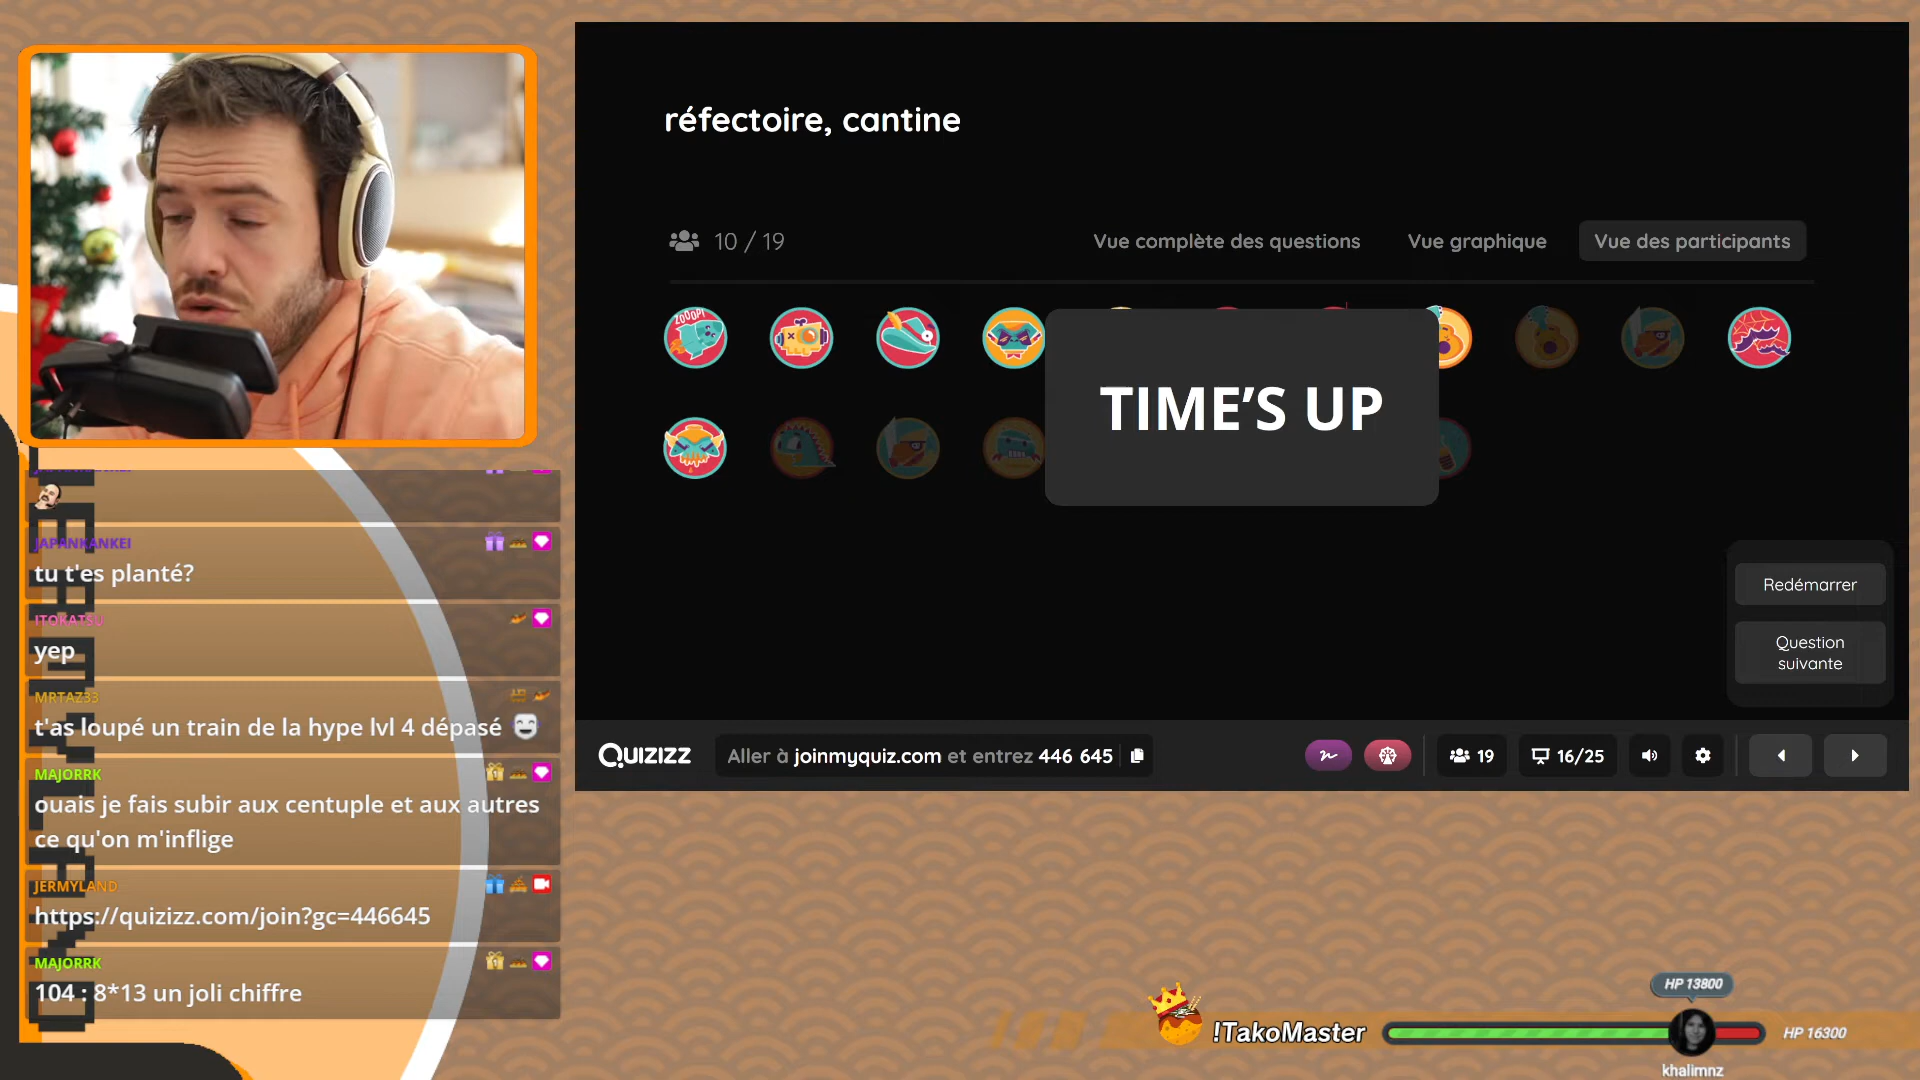 réfectoire, cantine
10 / 19
Vue complète des questions
Vue graphique
Vue des participants
ZOOOP!
TIME'S UP
Redémarrer
Question
suivante
QUIZIZZ
Aller à joinmyquiz.com et entrez 446 645
19
16/25
JAPANKANKEI
tu t'es planté?
ITOKATSU
yep
MRTAZ33
t'as loupé un train de la hype lvl 4 dépasé
MAJORRK
ouais je fais subir aux centuple et aux autres
ce qu'on m'inflige
JERMYLAND
https://quizizz.com/join?gc=446645
MAJORRK
104 : 8*13 un joli chiffre
!TakoMaster
HP 13800
HP 16300
khalimnz